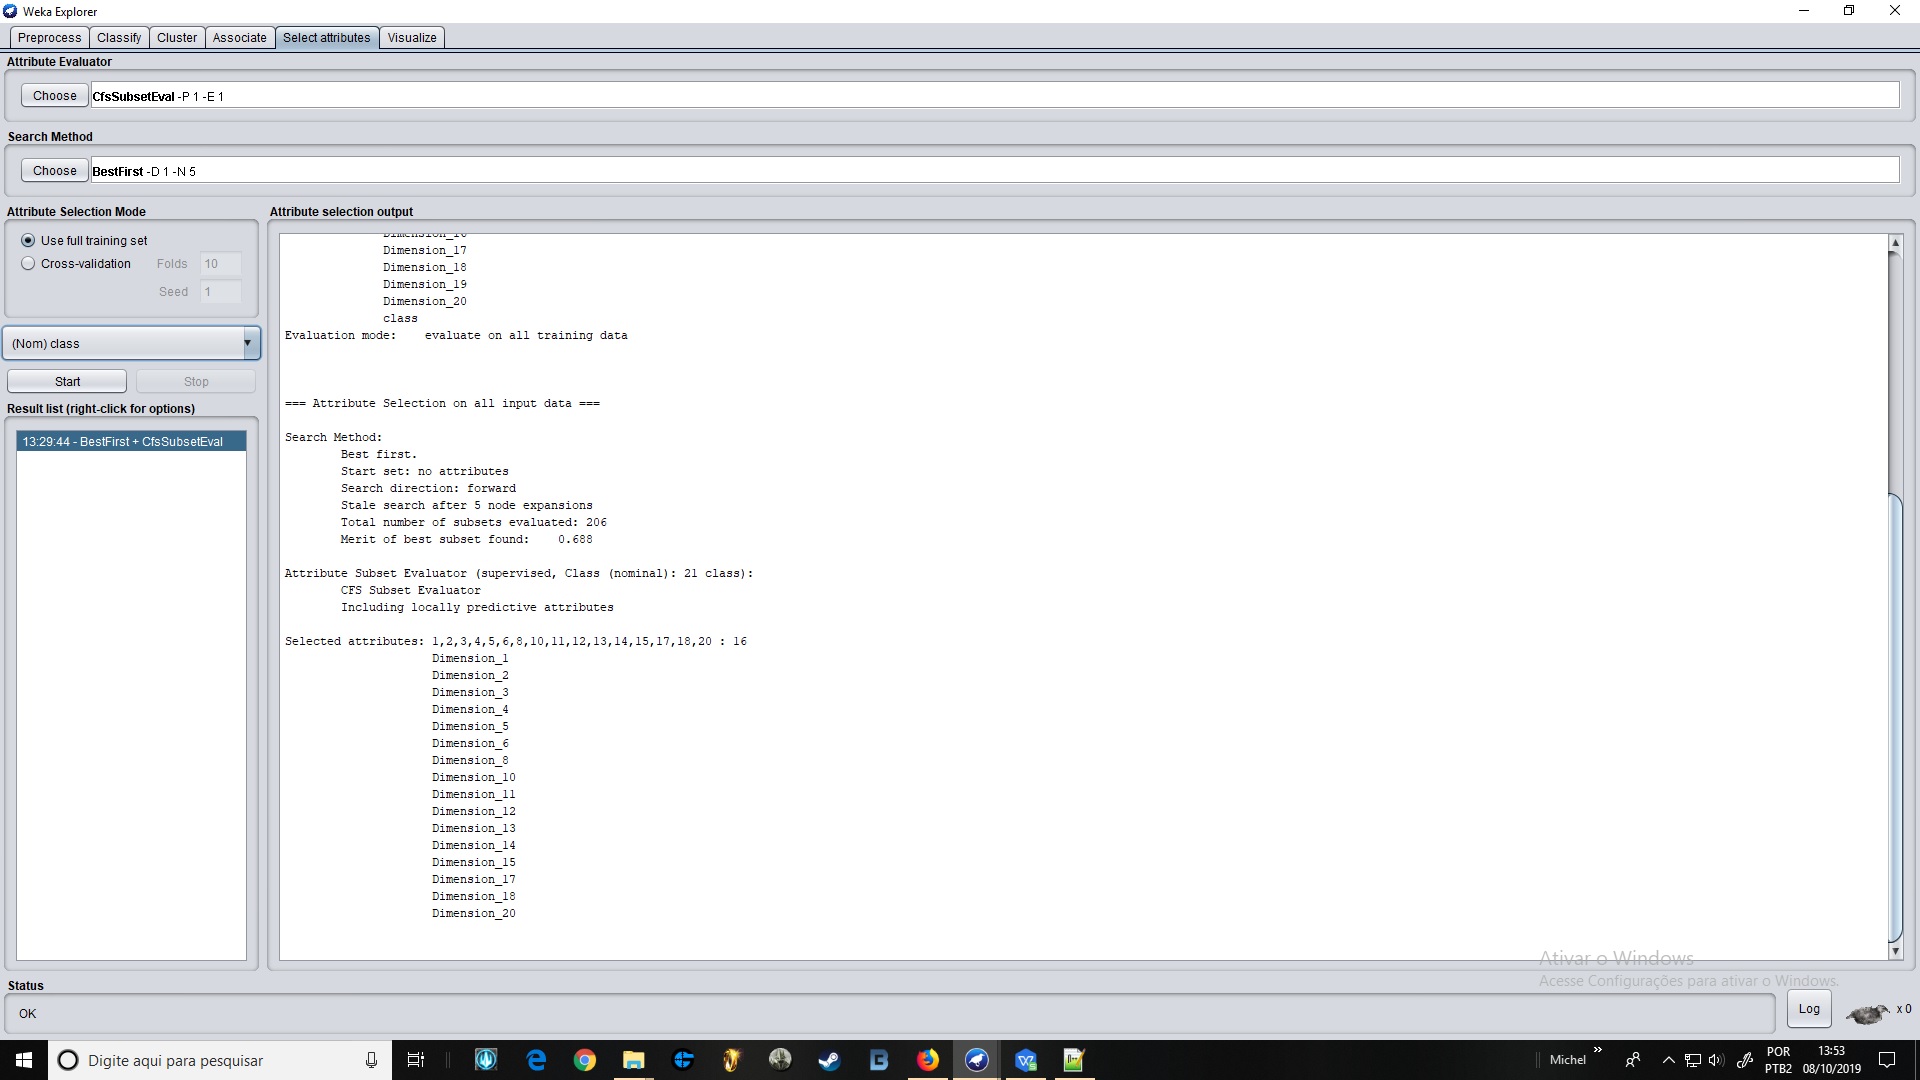 Weka Explorer
Preprocess Classify Cluster Associate Select attributes Visualize
Attribute Evaluator
Choose CfsSubsetEval -P 1 -E 1
Search Method
Choose BestFirst -D 1 -N 5
Attribute Selection Mode
Use full training set
Cross-validation Folds 10
Seed 1
(Nom) class
Start Stop
Result list (right-click for options)
13:29:44 - BestFirst + CfsSubsetEval
Attribute selection output
Dimension_16
Dimension_17
Dimension_18
Dimension_19
Dimension_20
class
Evaluation mode: evaluate on all training data
=== Attribute Selection on all input data ===
Search Method:
Best first.
Start set: no attributes
Search direction: forward
Stale search after 5 node expansions
Total number of subsets evaluated: 206
Merit of best subset found: 0.688
Attribute Subset Evaluator (supervised, Class (nominal): 21 class):
CFS Subset Evaluator
Including locally predictive attributes
Selected attributes: 1,2,3,4,5,6,8,10,11,12,13,14,15,17,18,20 : 16
Dimension_1
Dimension_2
Dimension_3
Dimension_4
Dimension_5
Dimension_6
Dimension_8
Dimension_10
Dimension_11
Dimension_12
Dimension_13
Dimension_14
Dimension_15
Dimension_17
Dimension_18
Dimension_20
Ativar o Windows
Acesse Configurações para ativar o Windows.
Status
OK
Log x 0
Digite aqui para pesquisar
Michel »
POR
PTB2
13:53
08/10/2019